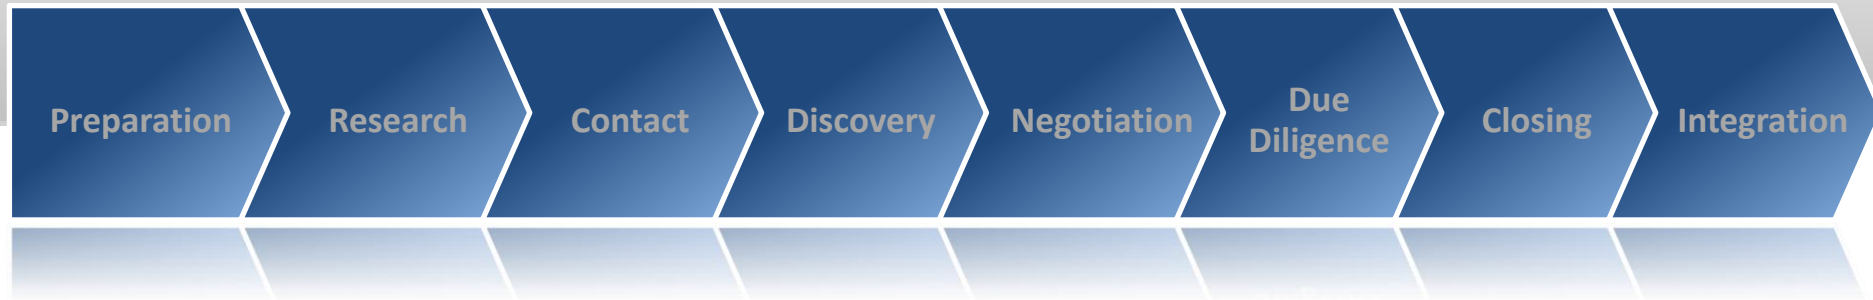 Preparation
Research
Contact
Discovery
Negotiation
Due
Diligence
Closing
Integration